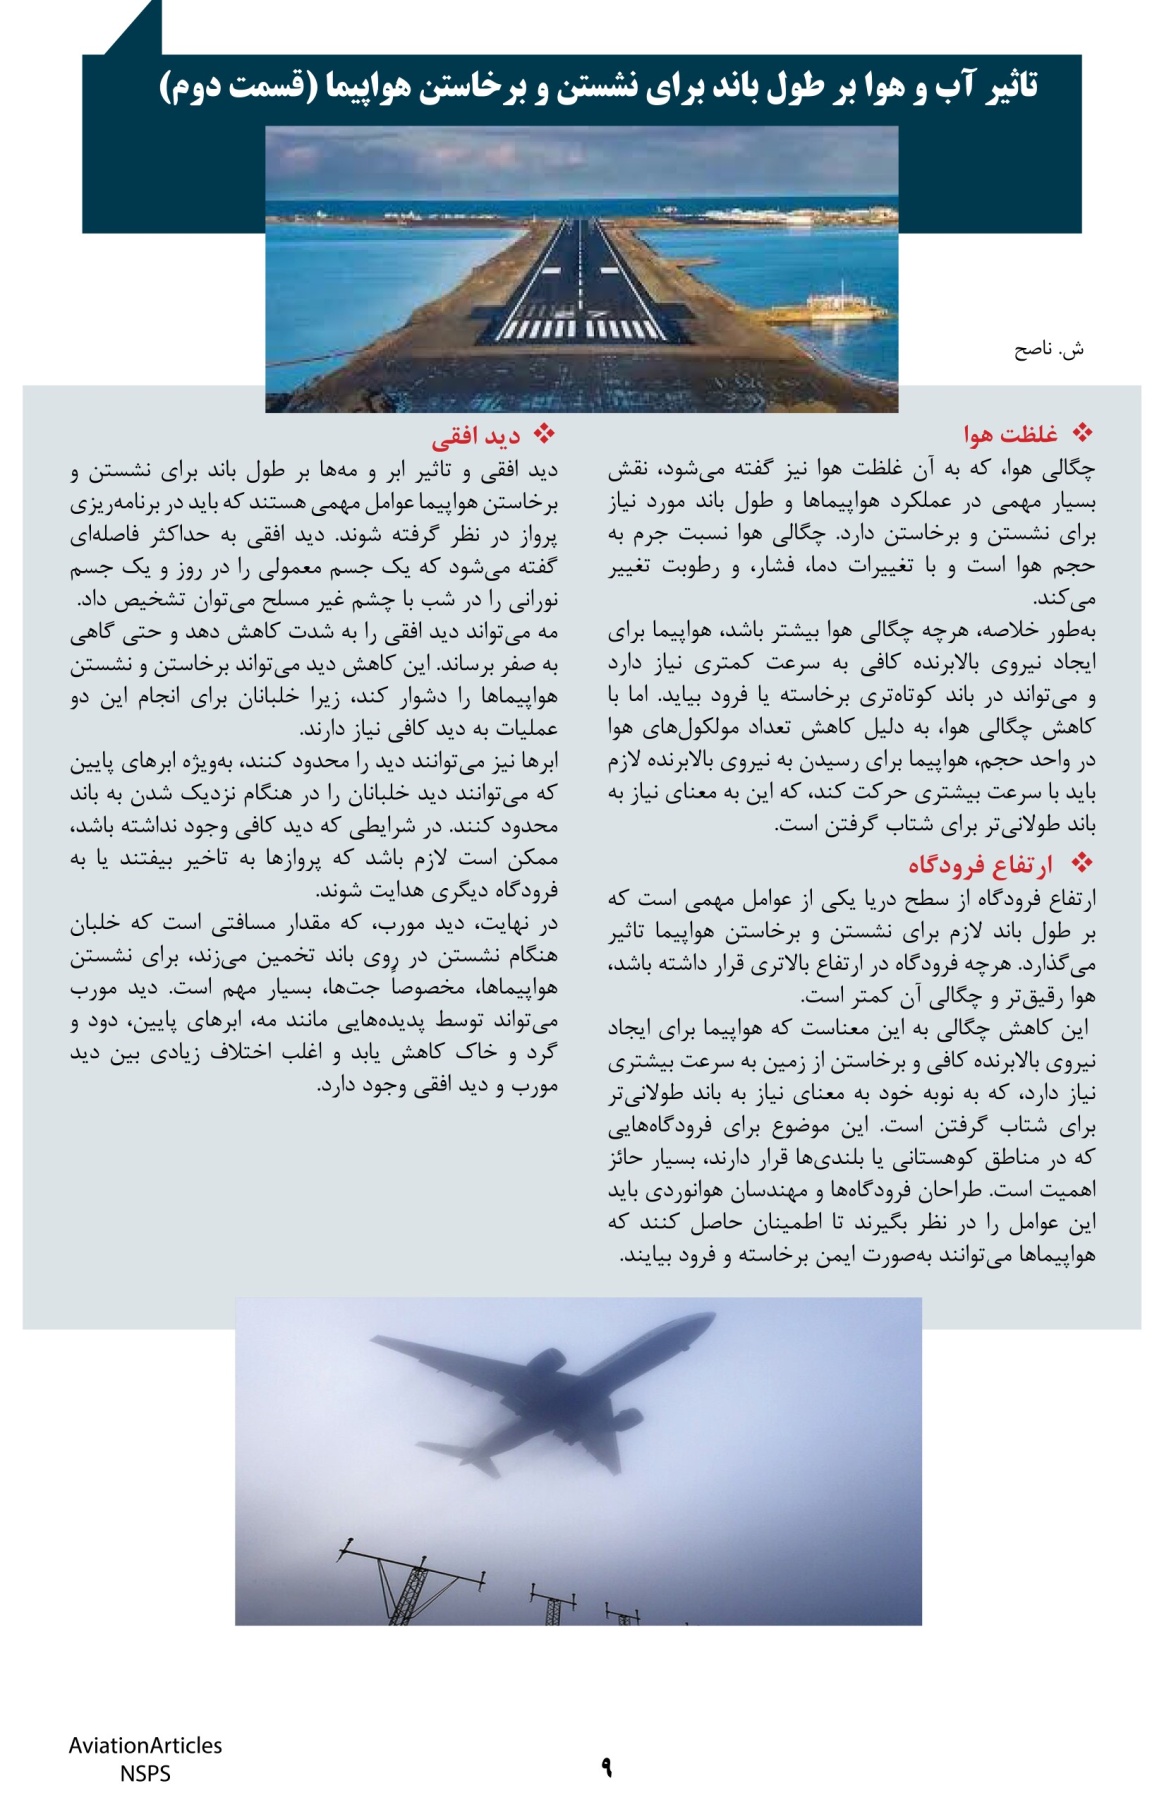 تاثیر آب و هوا بر طول باند برای نشستن و برخاستن هواپیما (قسمت دوم)
ش. ناصح
❖ غلظت هوا
چگالی هوا، که به آن غلظت هوا نیز گفته می‌شود، نقش
بسیار مهمی در عملکرد هواپیماها و طول باند مورد نیاز
برای نشستن و برخاستن دارد. چگالی هوا نسبت جرم به
حجم هوا است و با تغییرات دما، فشار، و رطوبت تغییر
می‌کند.
به‌طور خلاصه، هرچه چگالی هوا بیشتر باشد، هواپیما برای
ایجاد نیروی بالابرنده کافی به سرعت کمتری نیاز دارد
و می‌تواند در باند کوتاه‌تری برخاسته یا فرود بیاید. اما با
کاهش چگالی هوا، به دلیل کاهش تعداد مولکول‌های هوا
در واحد حجم، هواپیما برای رسیدن به نیروی بالابرنده لازم
باید با سرعت بیشتری حرکت کند، که این به معنای نیاز به
باند طولانی‌تر برای شتاب گرفتن است.
❖ ارتفاع فرودگاه
ارتفاع فرودگاه از سطح دریا یکی از عوامل مهمی است که
بر طول باند لازم برای نشستن و برخاستن هواپیما تاثیر
می‌گذارد. هرچه فرودگاه در ارتفاع بالاتری قرار داشته باشد،
هوا رقیق‌تر و چگالی آن کمتر است.
این کاهش چگالی به این معناست که هواپیما برای ایجاد
نیروی بالابرنده کافی و برخاستن از زمین به سرعت بیشتری
نیاز دارد، که به نوبه خود به معنای نیاز به باند طولانی‌تر
برای شتاب گرفتن است. این موضوع برای فرودگاه‌هایی
که در مناطق کوهستانی یا بلندی‌ها قرار دارند، بسیار حائز
اهمیت است. طراحان فرودگاه‌ها و مهندسان هوانوردی باید
این عوامل را در نظر بگیرند تا اطمینان حاصل کنند که
هواپیماها می‌توانند به‌صورت ایمن برخاسته و فرود بیایند.
❖ دید افقی
دید افقی و تاثیر ابر و مه‌ها بر طول باند برای نشستن و
برخاستن هواپیما عوامل مهمی هستند که باید در برنامه‌ریزی
پرواز در نظر گرفته شوند. دید افقی به حداکثر فاصله‌ای
گفته می‌شود که یک جسم معمولی را در روز و یک جسم
نورانی را در شب با چشم غیر مسلح می‌توان تشخیص داد.
مه می‌تواند دید افقی را به شدت کاهش دهد و حتی گاهی
به صفر برساند. این کاهش دید می‌تواند برخاستن و نشستن
هواپیماها را دشوار کند، زیرا خلبانان برای انجام این دو
عملیات به دید کافی نیاز دارند.
ابرها نیز می‌توانند دید را محدود کنند، به‌ویژه ابرهای پایین
که می‌توانند دید خلبانان را در هنگام نزدیک شدن به باند
محدود کنند. در شرایطی که دید کافی وجود نداشته باشد،
ممکن است لازم باشد که پروازها به تاخیر بیفتند یا به
فرودگاه دیگری هدایت شوند.
در نهایت، دید مورب، که مقدار مسافتی است که خلبان
هنگام نشستن در روی باند تخمین می‌زند، برای نشستن
هواپیماها، مخصوصاً جت‌ها، بسیار مهم است. دید مورب
می‌تواند توسط پدیده‌هایی مانند مه، ابرهای پایین، دود و
گرد و خاک کاهش یابد و اغلب اختلاف زیادی بین دید
مورب و دید افقی وجود دارد.
AviationArticles
NSPS
۹